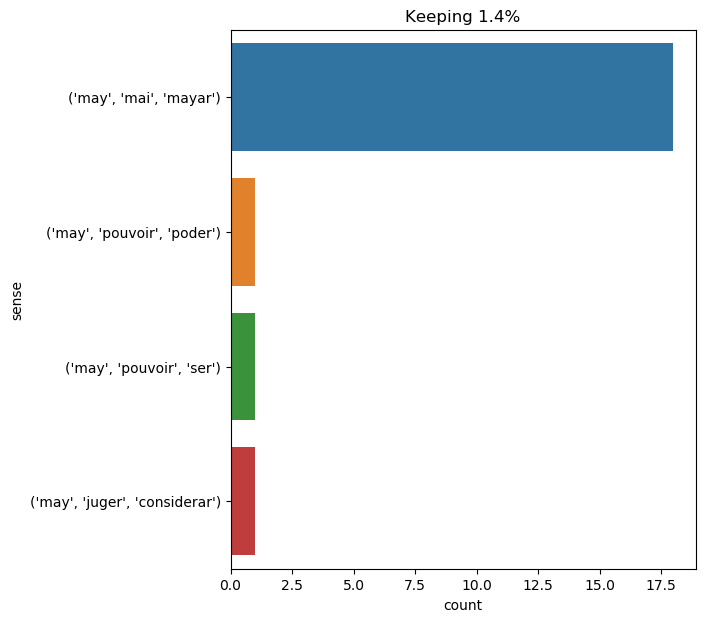 Keeping 1.4%
('may', 'mai', 'mayar')
('may', 'pouvoir', 'poder')
('may', 'pouvoir', 'ser')
('may', 'juger', 'considerar')
sense
0.0 2.5 5.0 7.5 10.0 12.5 15.0 17.5
count